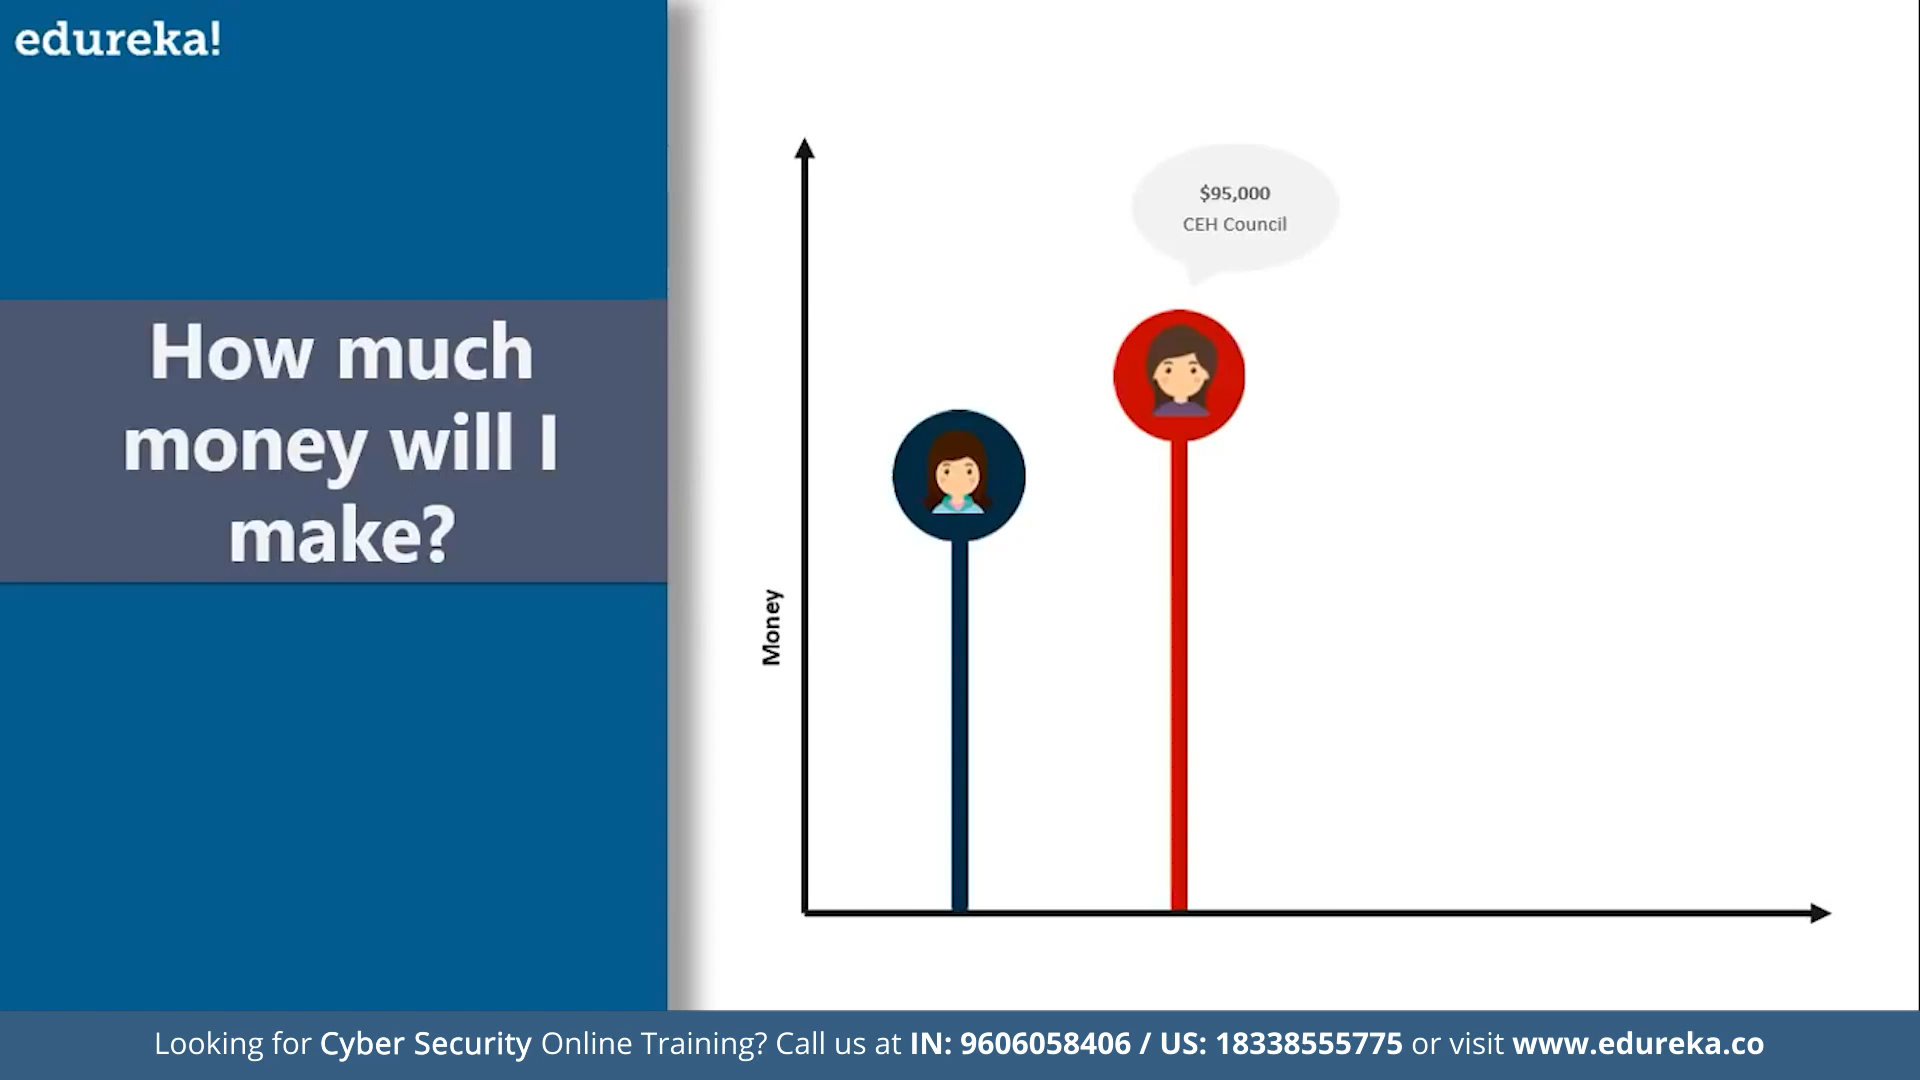 edureka!
How much
money will I
make?
$95,000
CEH Council
Money
Looking for Cyber Security Online Training? Call us at IN: 9606058406 / US: 18338555775 or visit www.edureka.co